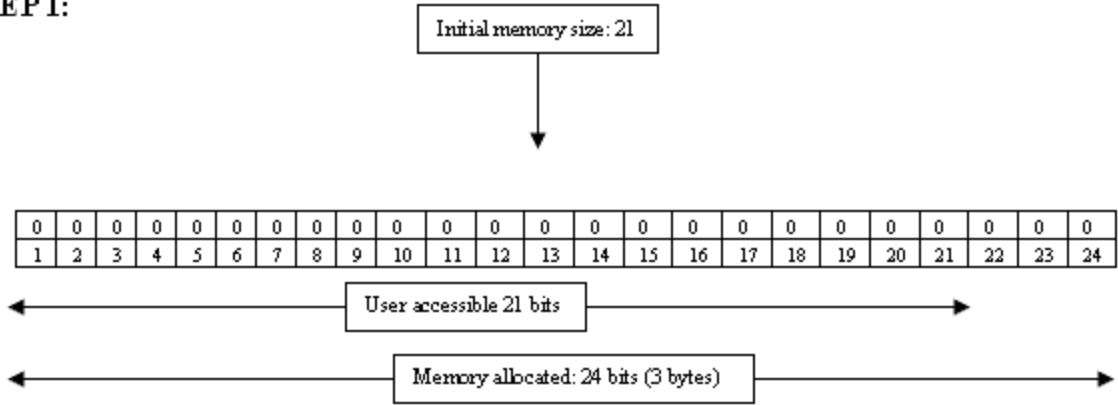 EP 1:
Initial memory size: 21
0 0 0 0 0 0 0 0 0 0 0 0 0 0 0 0 0 0 0 0 0 0 0 0
1 2 3 4 5 6 7 8 9 10 11 12 13 14 15 16 17 18 19 20 21 22 23 24
User accessible 21 bits
Memory allocated: 24 bits (3 bytes)